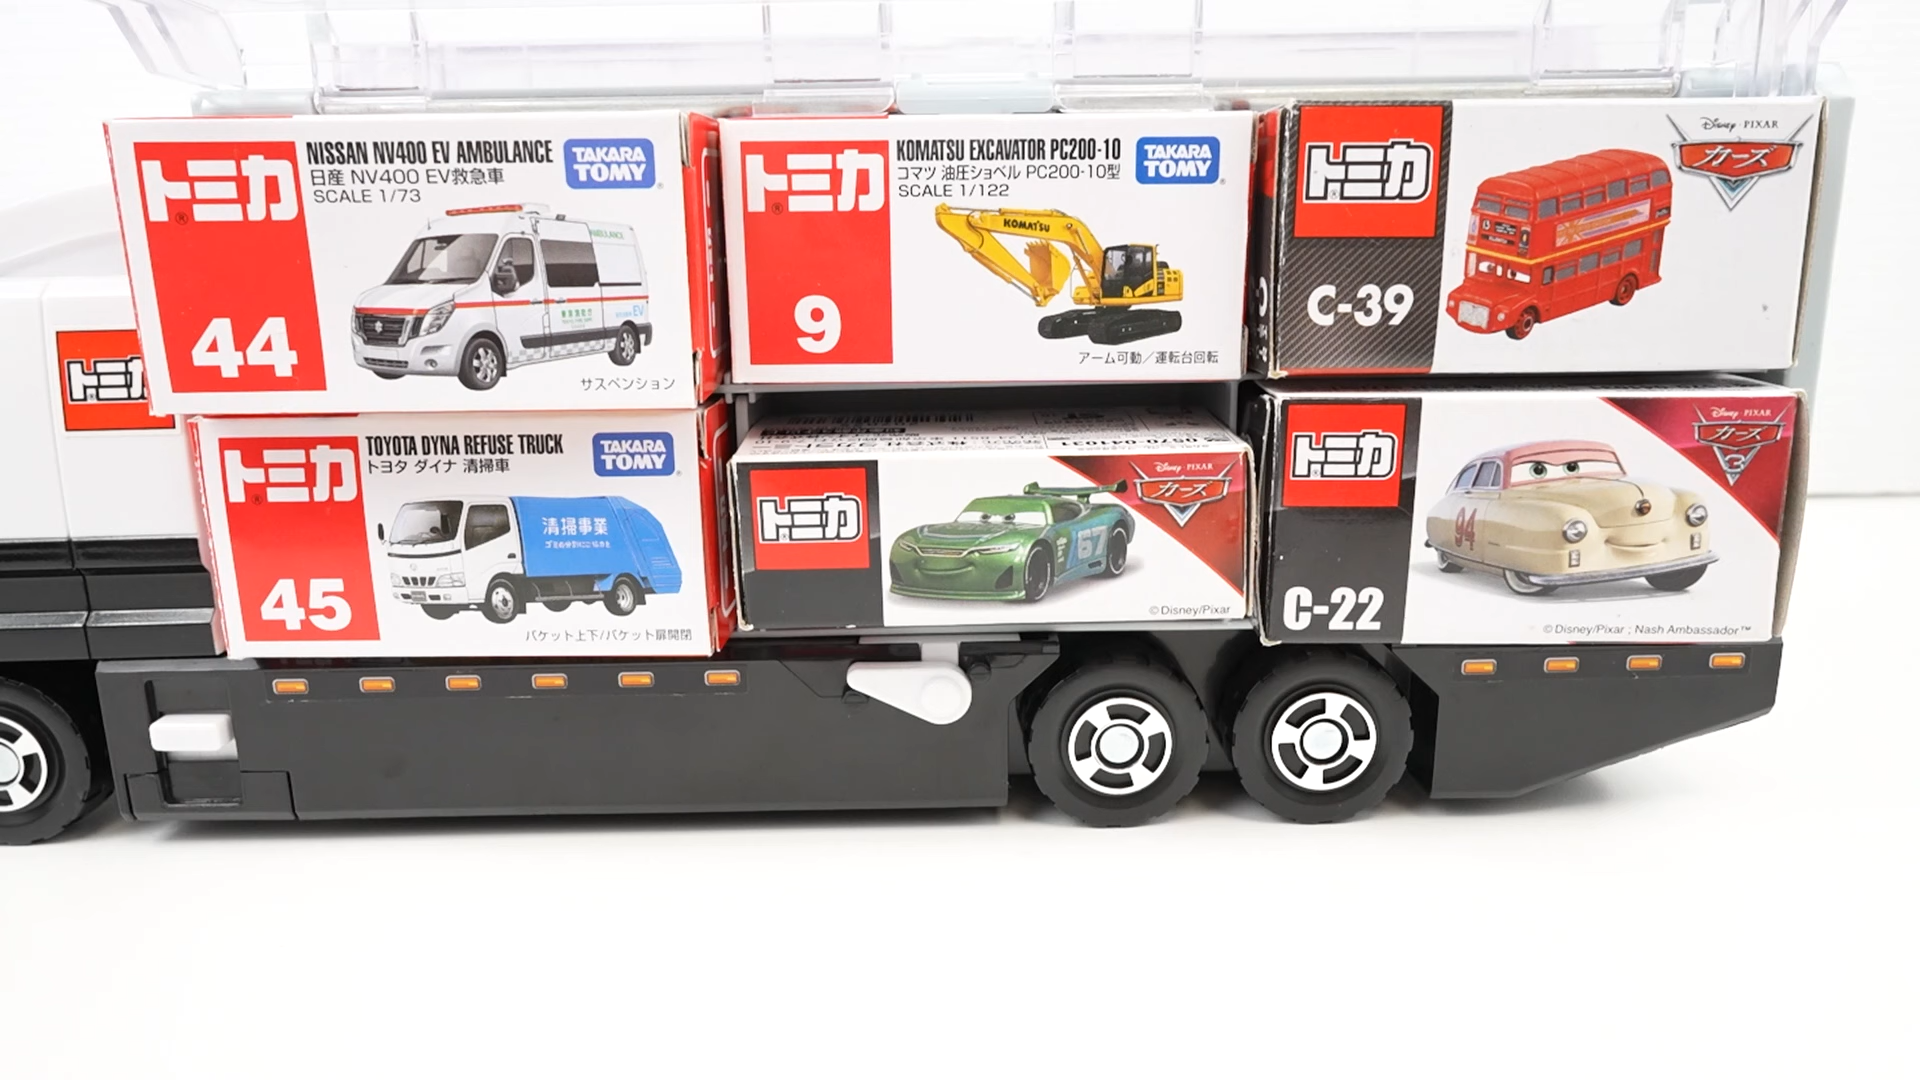 トミカ
44
NISSAN NV400 EV AMBULANCE
日産 NV400 EV救急車
SCALE 1/73
TAKARA
TOMY
AMBULANCE
EV
サスペンション
トミカ
9
KOMATSU EXCAVATOR PC200-10
コマツ 油圧ショベル PC200-10型
SCALE 1/122
TAKARA
TOMY
KOMATSU
アーム可動/運転台回転
トミカ
C-39
Disney・PIXAR
カーズ
13
トミカ
トミカ
45
TOYOTA DYNA REFUSE TRUCK
トヨタ ダイナ 清掃車
TAKARA
TOMY
清掃事業
バケット上下/バケット扉開閉
0570-041031
トミカ
Disney・PIXAR
カーズ
67
©Disney/Pixar
トミカ
C-22
Disney・PIXAR
カーズ
3
94
©Disney/Pixar ; Nash Ambassador™